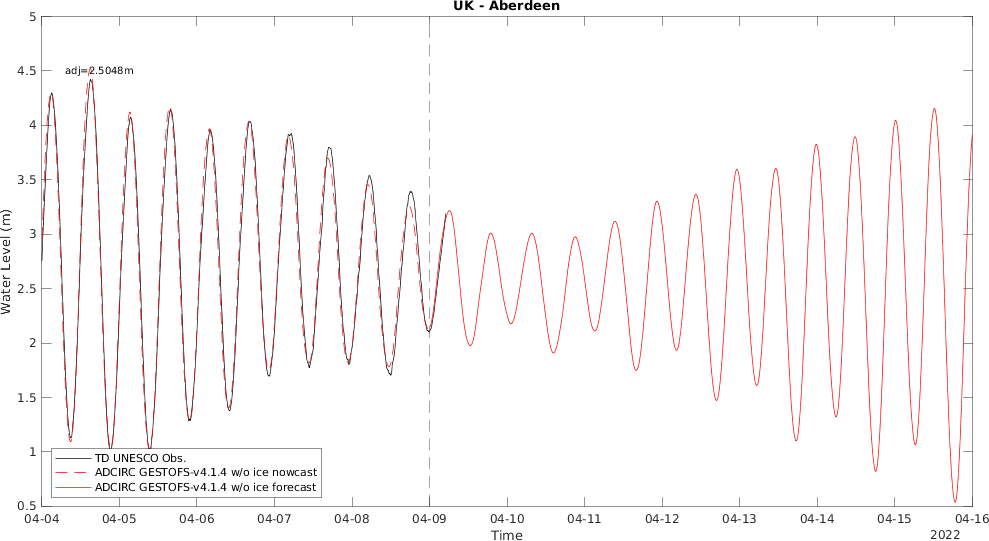 UK - Aberdeen
5
4.5
4
3.5
3
2.5
2
1.5
1
0.5
Water Level (m)
adj=2.5048m
TD UNESCO Obs.
ADCIRC GESTOFS-v4.1.4 w/o ice nowcast
ADCIRC GESTOFS-v4.1.4 w/o ice forecast
04-04 04-05 04-06 04-07 04-08 04-09 04-10 04-11 04-12 04-13 04-14 04-15 04-16
Time
2022